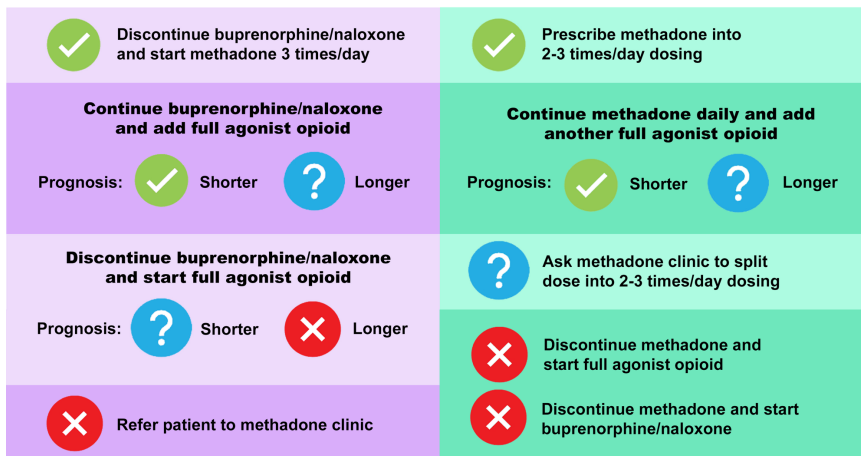 Discontinue buprenorphine/naloxone
and start methadone 3 times/day
Continue buprenorphine/naloxone
and add full agonist opioid
Prognosis: Shorter ? Longer
Discontinue buprenorphine/naloxone
and start full agonist opioid
Prognosis: ? Shorter Longer
Refer patient to methadone clinic
Prescribe methadone into
2-3 times/day dosing
Continue methadone daily and add
another full agonist opioid
Prognosis: Shorter ? Longer
? Ask methadone clinic to split
dose into 2-3 times/day dosing
Discontinue methadone and
start full agonist opioid
Discontinue methadone and start
buprenorphine/naloxone